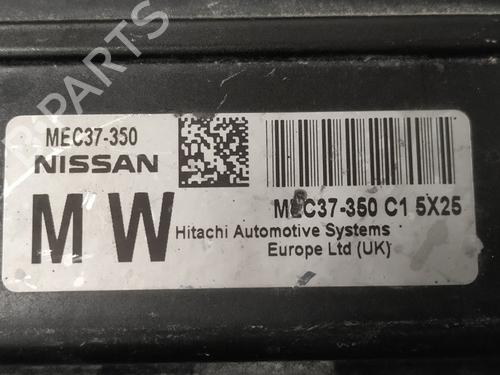 MEC37-350
NISSAN
M W
MEC37-350 C1 5X25
Hitachi Automotive Systems
Europe Ltd (UK)